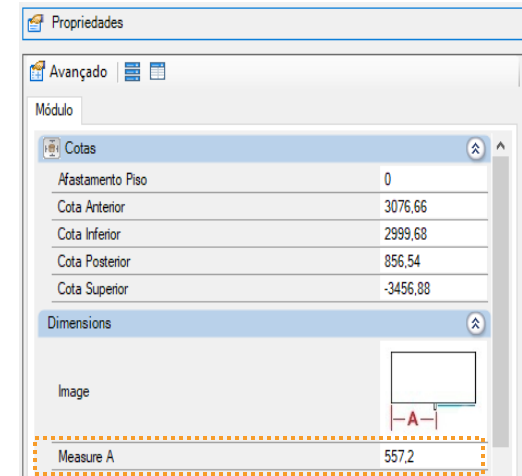 Propriedades
Avançado
Módulo
Cotas
Afastamento Piso 0
Cota Anterior 3076,66
Cota Inferior 2999,68
Cota Posterior 856,54
Cota Superior -3456,88
Dimensions
Image
A
Measure A 557,2